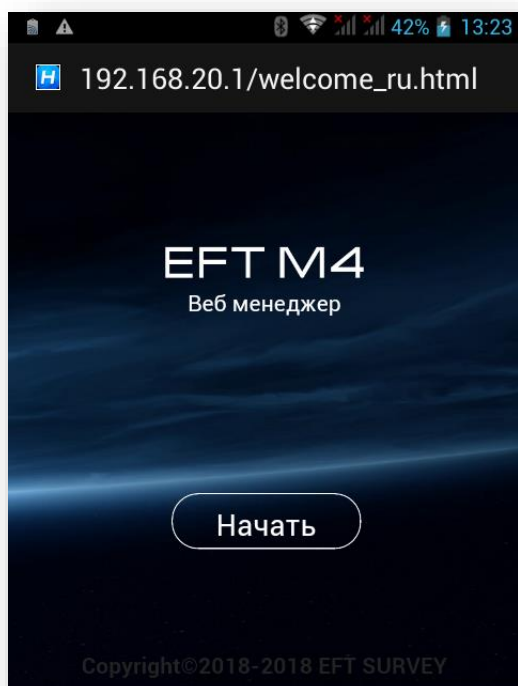 42% 13:23
H 192.168.20.1/welcome_ru.html
EFT M4
Веб менеджер
Начать
Copyright©2018-2018 EFT SURVEY